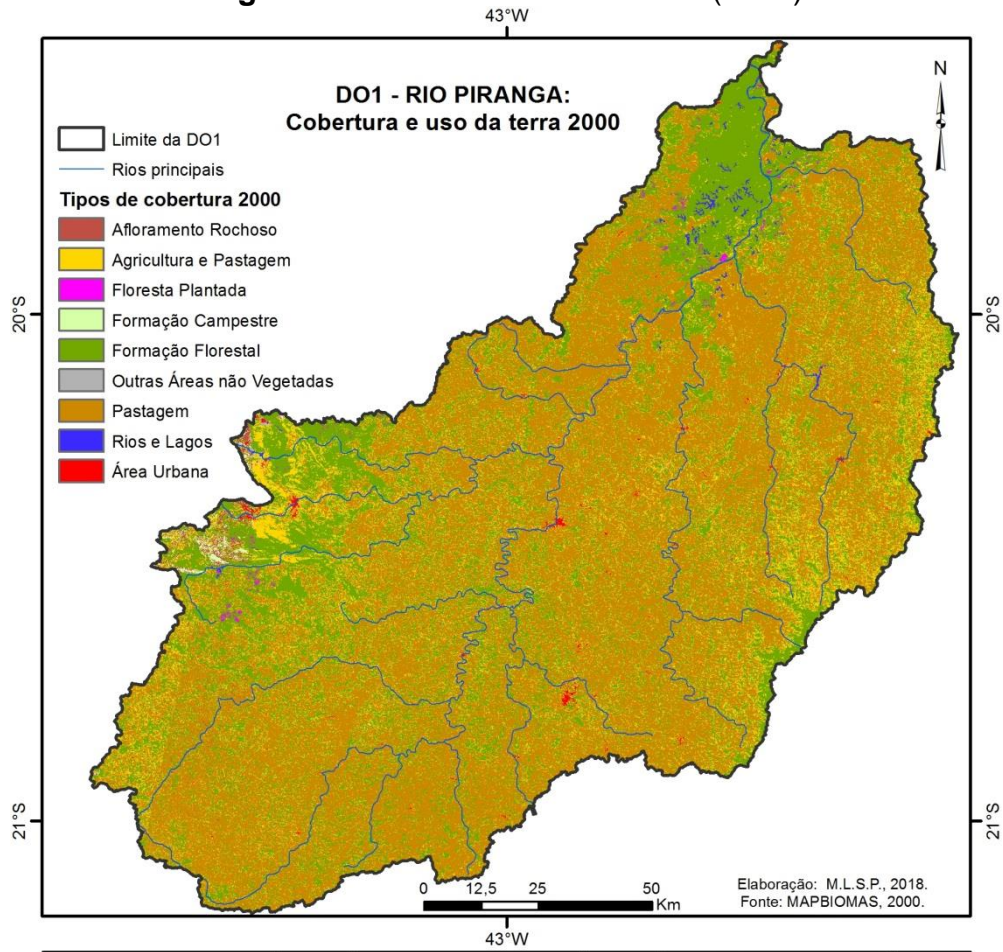 43°W
DO1 - RIO PIRANGA:
Cobertura e uso da terra 2000
N
Limite da DO1
Rios principais
Tipos de cobertura 2000
Afloramento Rochoso
Agricultura e Pastagem
Floresta Plantada
Formação Campestre
Formação Florestal
Outras Áreas não Vegetadas
Pastagem
Rios e Lagos
Área Urbana
20°S
20°S
21°S
21°S
0 12,5 25 50
Km
Elaboração: M.L.S.P., 2018.
Fonte: MAPBIOMAS, 2000.
43°W